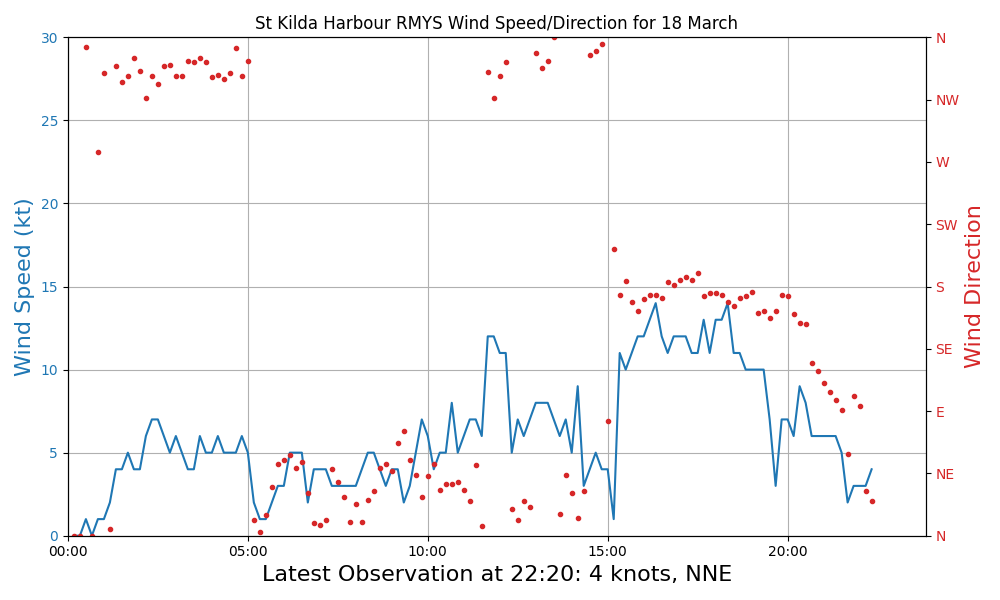 St Kilda Harbour RMYS Wind Speed/Direction for 18 March
30
25
20
15
10
5
0
Wind Speed (kt)
N
NW
W
SW
S
SE
E
NE
N
Wind Direction
00:00 05:00 10:00 15:00 20:00
Latest Observation at 22:20: 4 knots, NNE